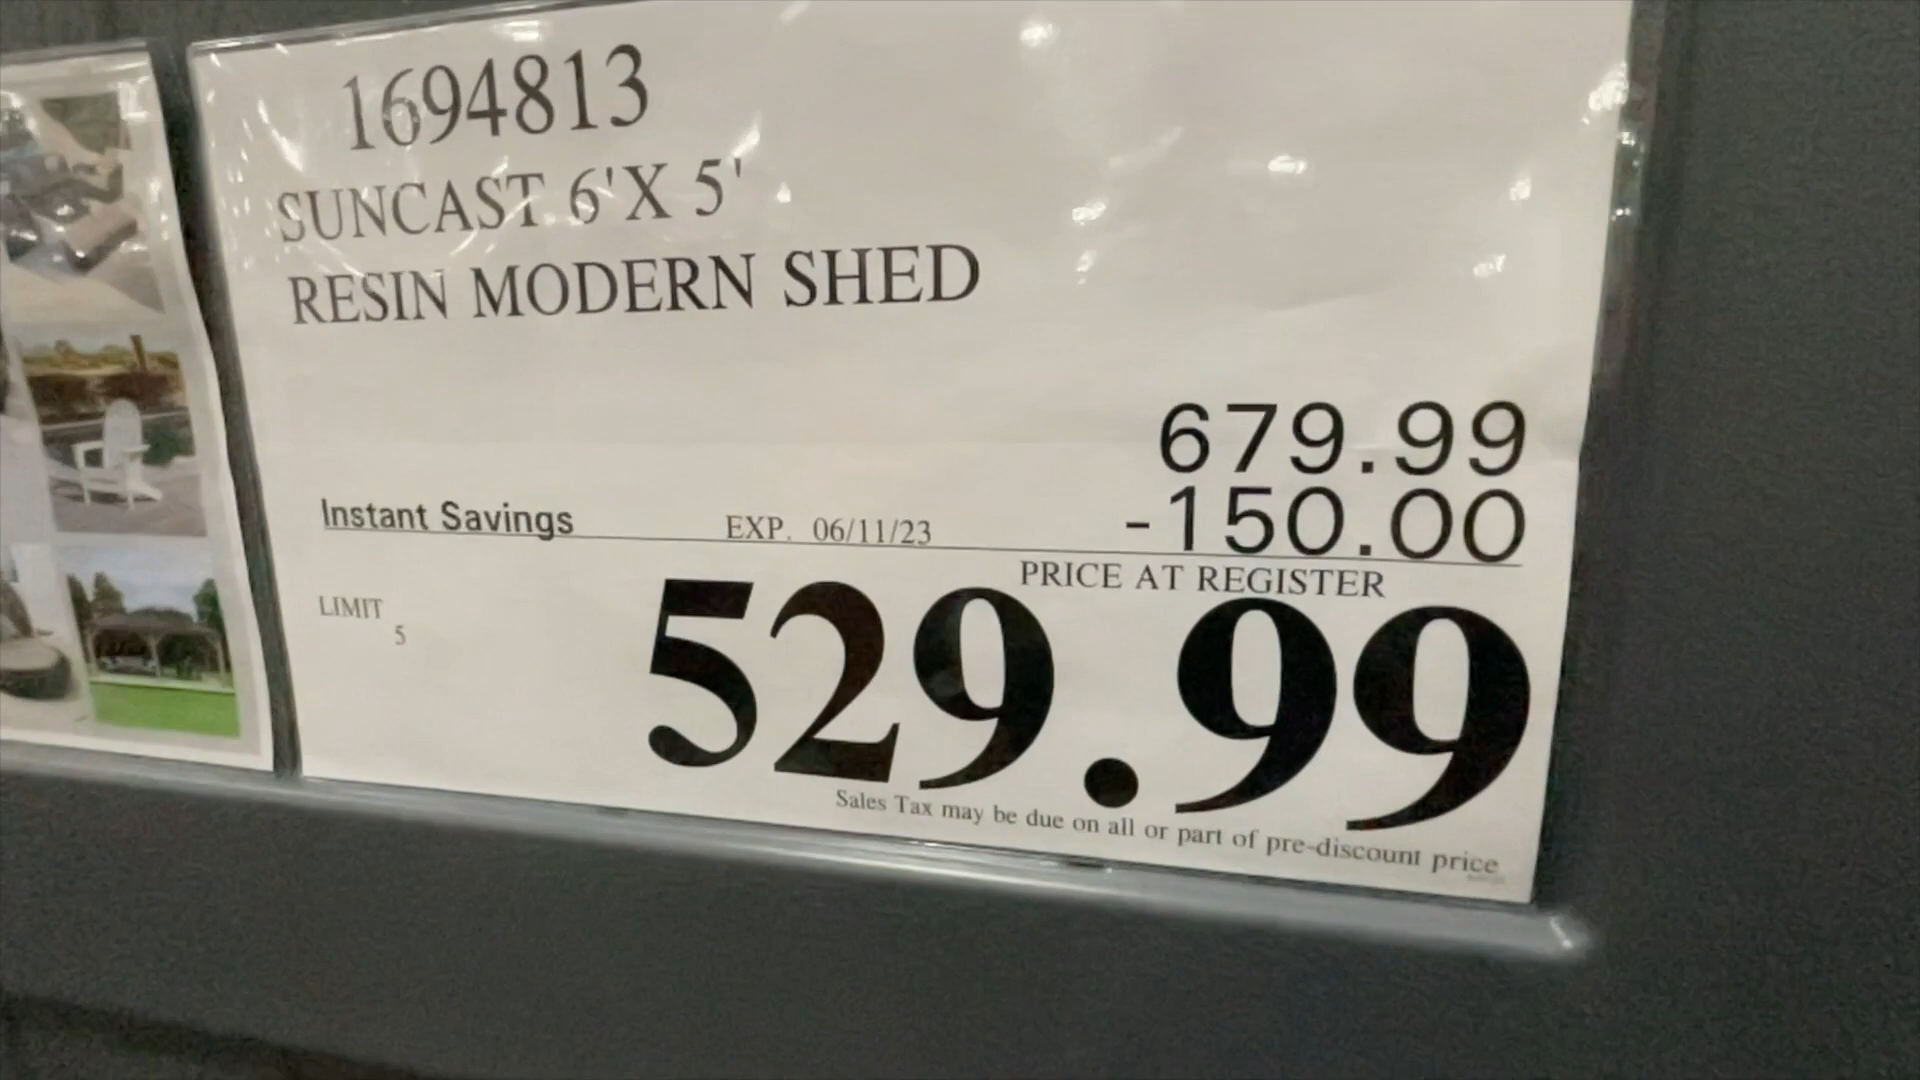 1694813
SUNCAST 6'X 5'
RESIN MODERN SHED
679.99
Instant Savings EXP. 06/11/23 -150.00
PRICE AT REGISTER
LIMIT
5
529.99
Sales Tax may be due on all or part of pre-discount price